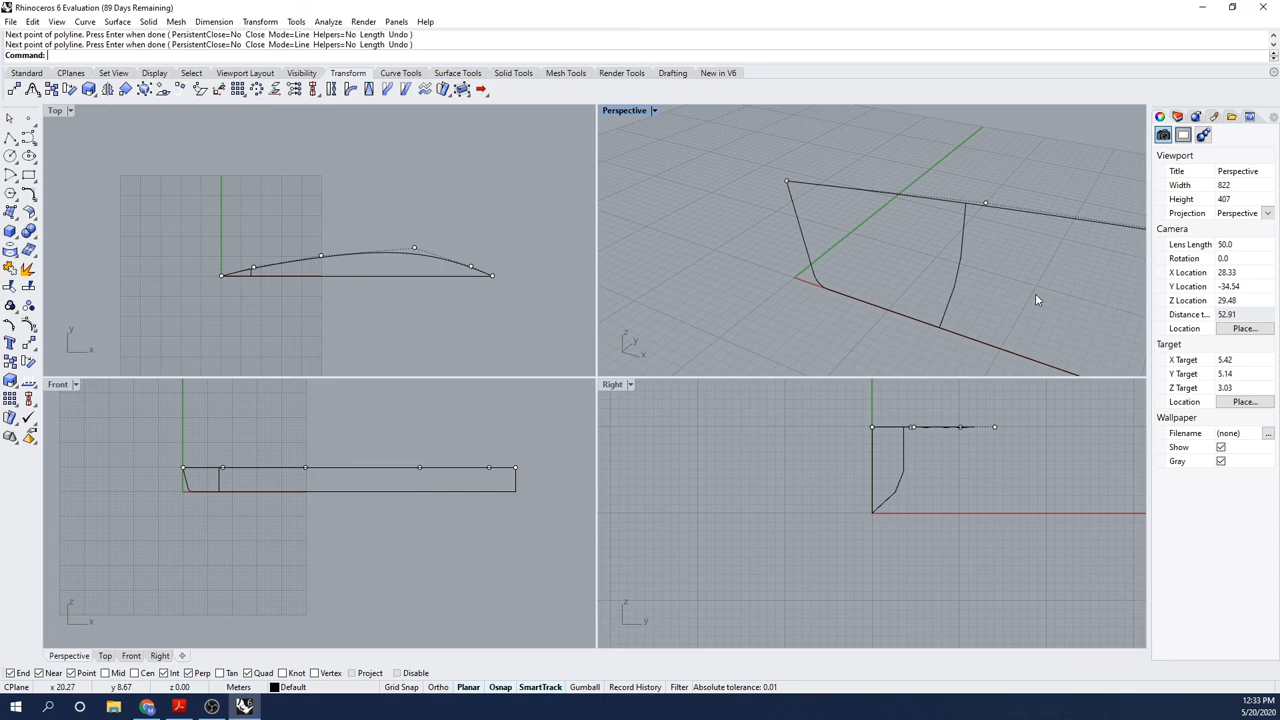 Rhinoceros 6 Evaluation (89 Days Remaining)
File Edit View Curve Surface Solid Mesh Dimension Transform Tools Analyze Render Panels Help
Next point of polyline. Press Enter when done ( PersistentClose=No Close Mode=Line Helpers=No Length Undo )
Next point of polyline. Press Enter when done ( PersistentClose=No Close Mode=Line Helpers=No Length Undo )
Command:
Standard CPlanes Set View Display Select Viewport Layout Visibility Transform Curve Tools Surface Tools Solid Tools Mesh Tools Render Tools Drafting New in V6
Top
y
x
Perspective
z
y
x
Front
z
x
Right
z
y
Viewport
Title Perspective
Width 822
Height 407
Projection Perspective
Camera
Lens Length 50.0
Rotation 0.0
X Location 28.33
Y Location -34.54
Z Location 29.48
Distance t... 52.91
Location Place...
Target
X Target 5.42
Y Target 5.14
Z Target 3.03
Location Place...
Wallpaper
Filename (none) ...
Show
Gray
Perspective Top Front Right
End Near Point Mid Cen Int Perp Tan Quad Knot Vertex Project Disable
CPlane x 20.27 y 8.67 z 0.00 Meters Default Grid Snap Ortho Planar Osnap SmartTrack Gumball Record History Filter Absolute tolerance: 0.01
12:33 PM
5/20/2020